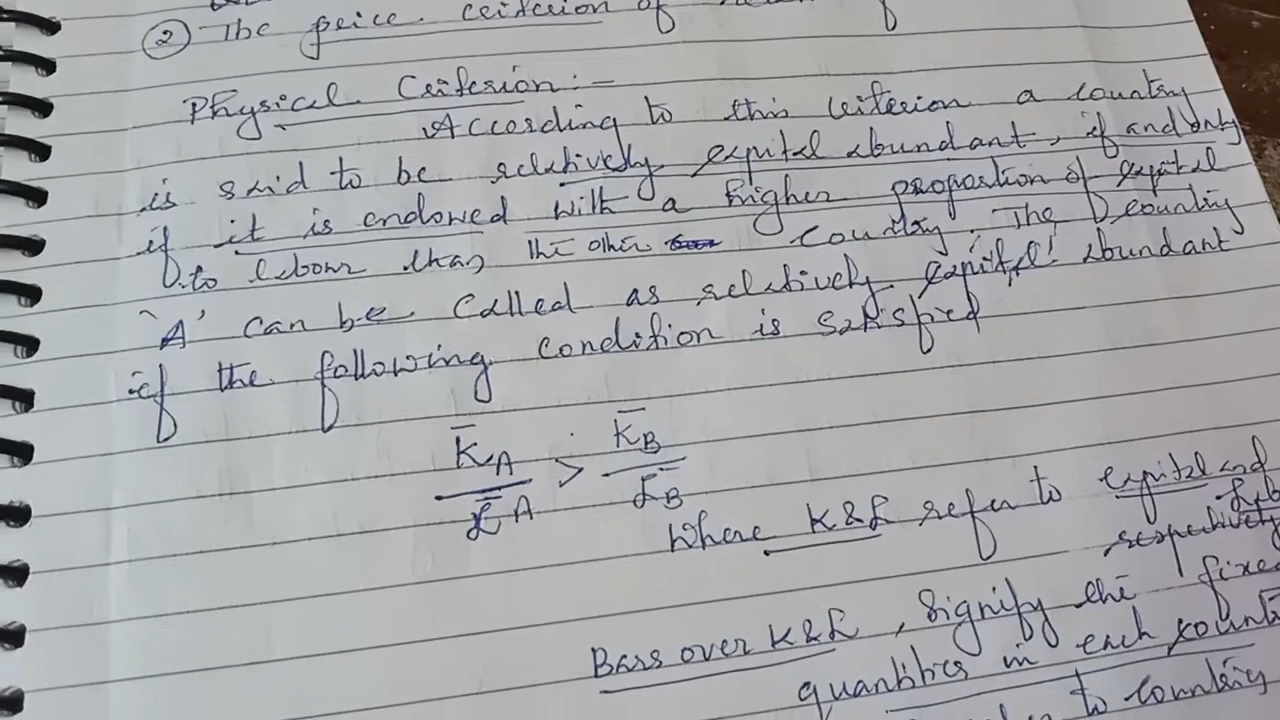 ② The price criterion of
Physical Criterion:-
According to this criterion a country
is said to be relatively capital abundant, if and only
if it is endowed with a higher proportion of capital
to labour than the other country. The country
'A' can be called as relatively capital abundant
if the following condition is satisfied
K̄A / L̄A > K̄B / L̄B
Where K & L refer to capital and
respectively
Bars over K & L, signify the fixed
quantities in each
to country